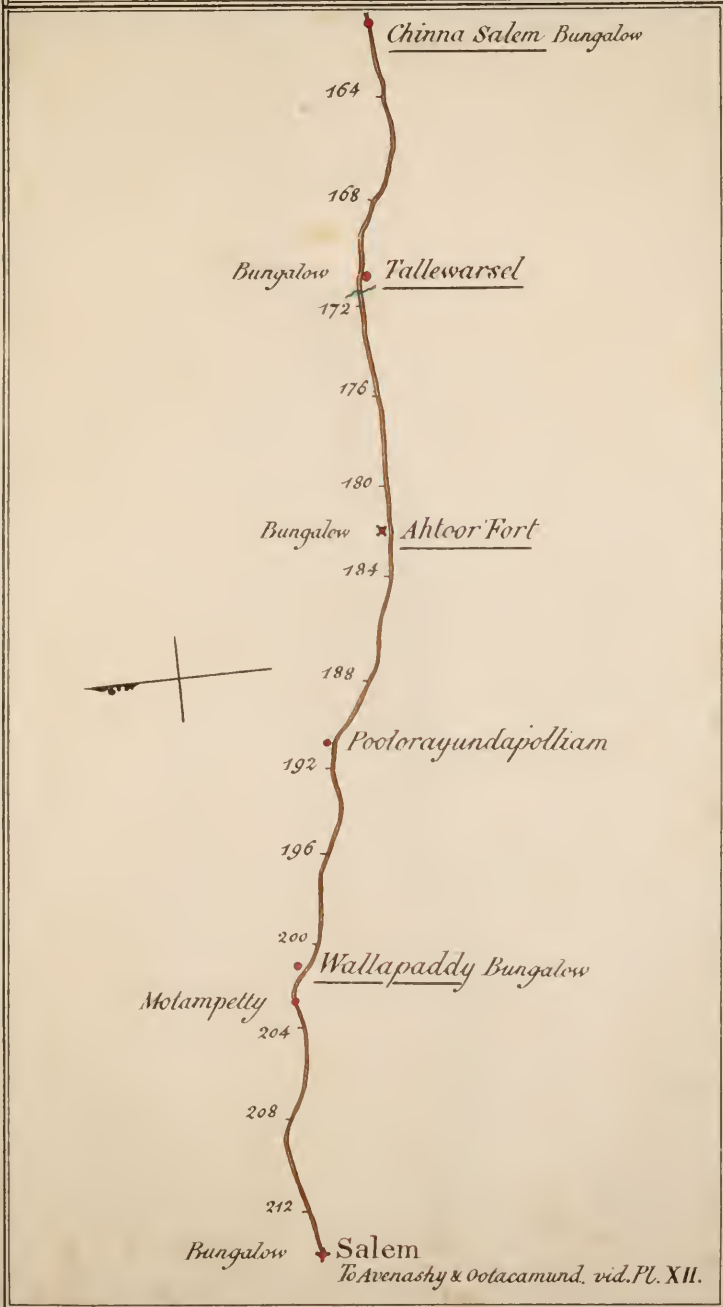 Chinna Salem Bungalow
164
168
Bungalow Tallewarsel
172
176
180
Bungalow Ahtoor Fort
184
188
Pootorayundapolliam
192
196
200
Wallapaddy Bungalow
Motampetty
204
208
212
Bungalow Salem
To Avenashy & Ootacamund. vid. Pl. XII.